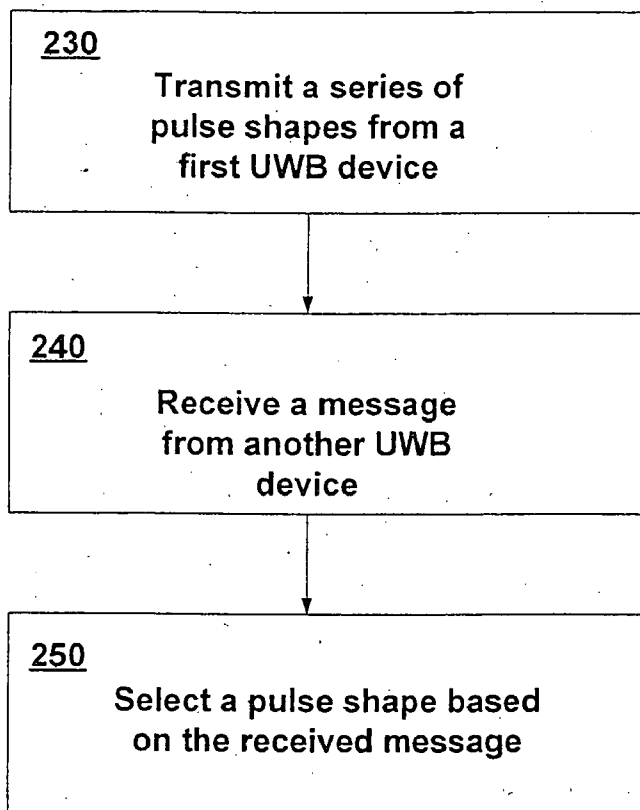 230
Transmit a series of
pulse shapes from a
first UWB device
240
Receive a message
from another UWB
device
250
Select a pulse shape based
on the received message